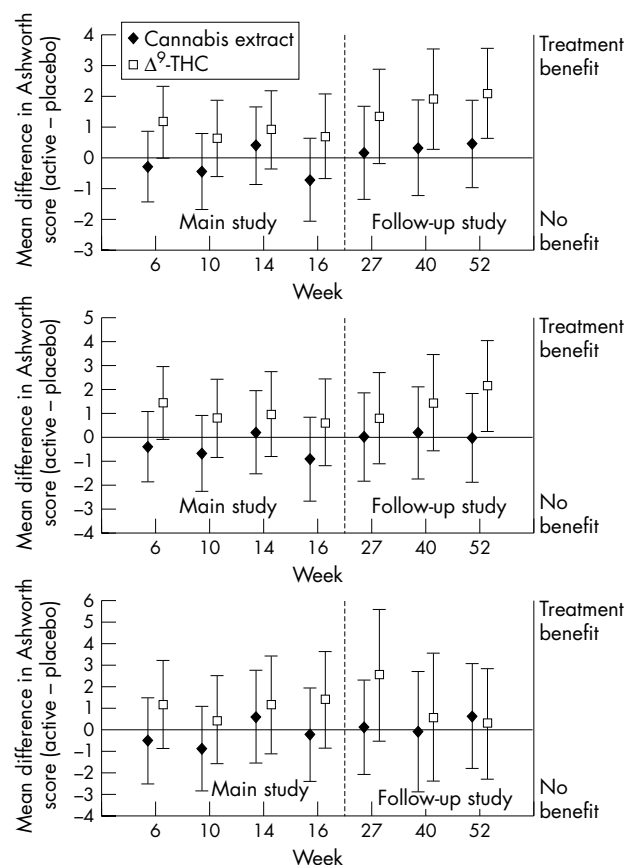 Mean difference in Ashworth
score (active – placebo)
4
3
2
1
0
–1
–2
–3
Cannabis extract
Δ⁹-THC
Main study
Follow-up study
Treatment
benefit
No
benefit
6 10 14 16 27 40 52
Week
Mean difference in Ashworth
score (active – placebo)
5
4
3
2
1
0
–1
–2
–3
–4
Main study
Follow-up study
Treatment
benefit
No
benefit
6 10 14 16 27 40 52
Week
Mean difference in Ashworth
score (active – placebo)
6
5
4
3
2
1
0
–1
–2
–3
–4
Main study
Follow-up study
Treatment
benefit
No
benefit
6 10 14 16 27 40 52
Week